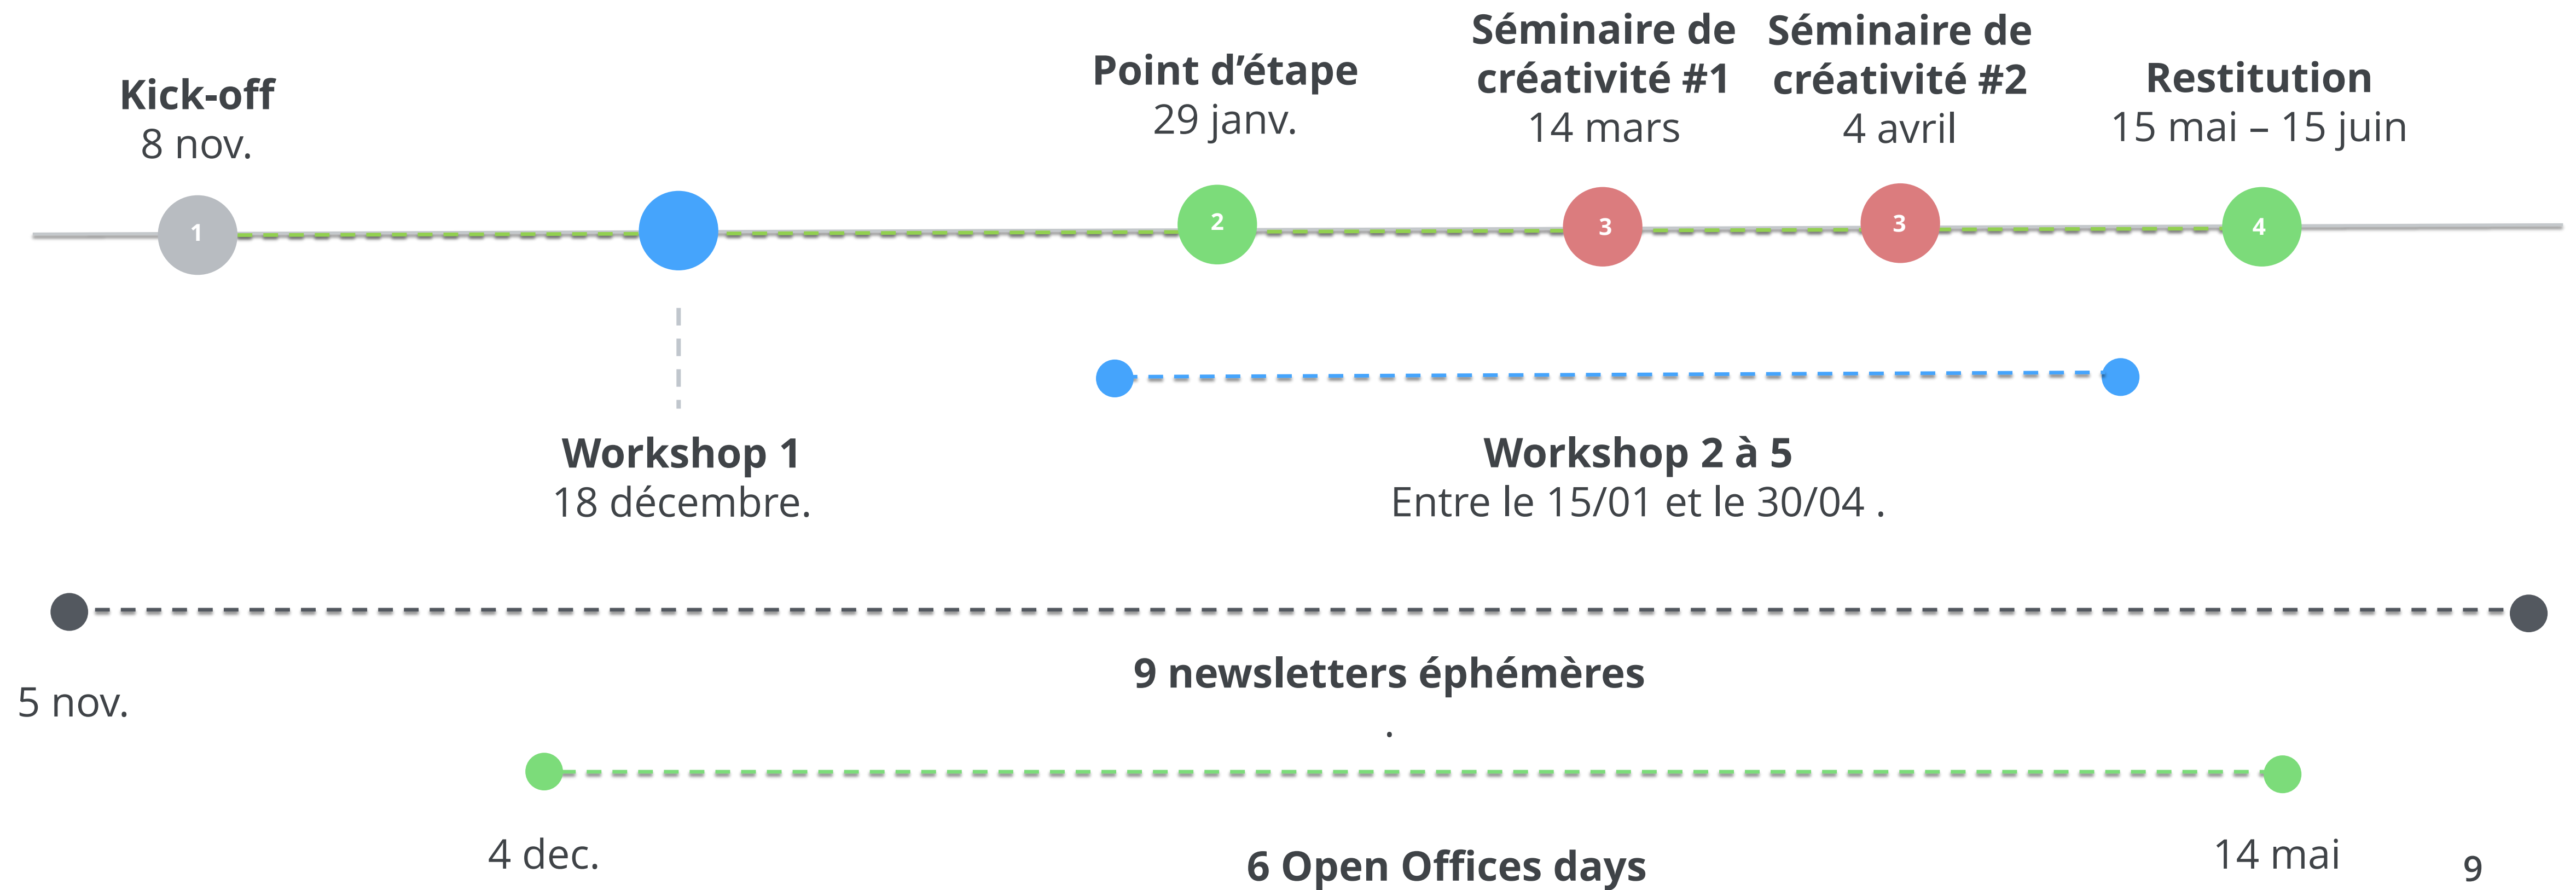 Kick-off
8 nov.
Point d’étape
29 janv.
Séminaire de
créativité #1
14 mars
Séminaire de
créativité #2
4 avril
Restitution
15 mai – 15 juin
1
2
3
3
4
Workshop 1
18 décembre.
Workshop 2 à 5
Entre le 15/01 et le 30/04 .
9 newsletters éphémères
.
5 nov.
4 dec.
6 Open Offices days
14 mai
9